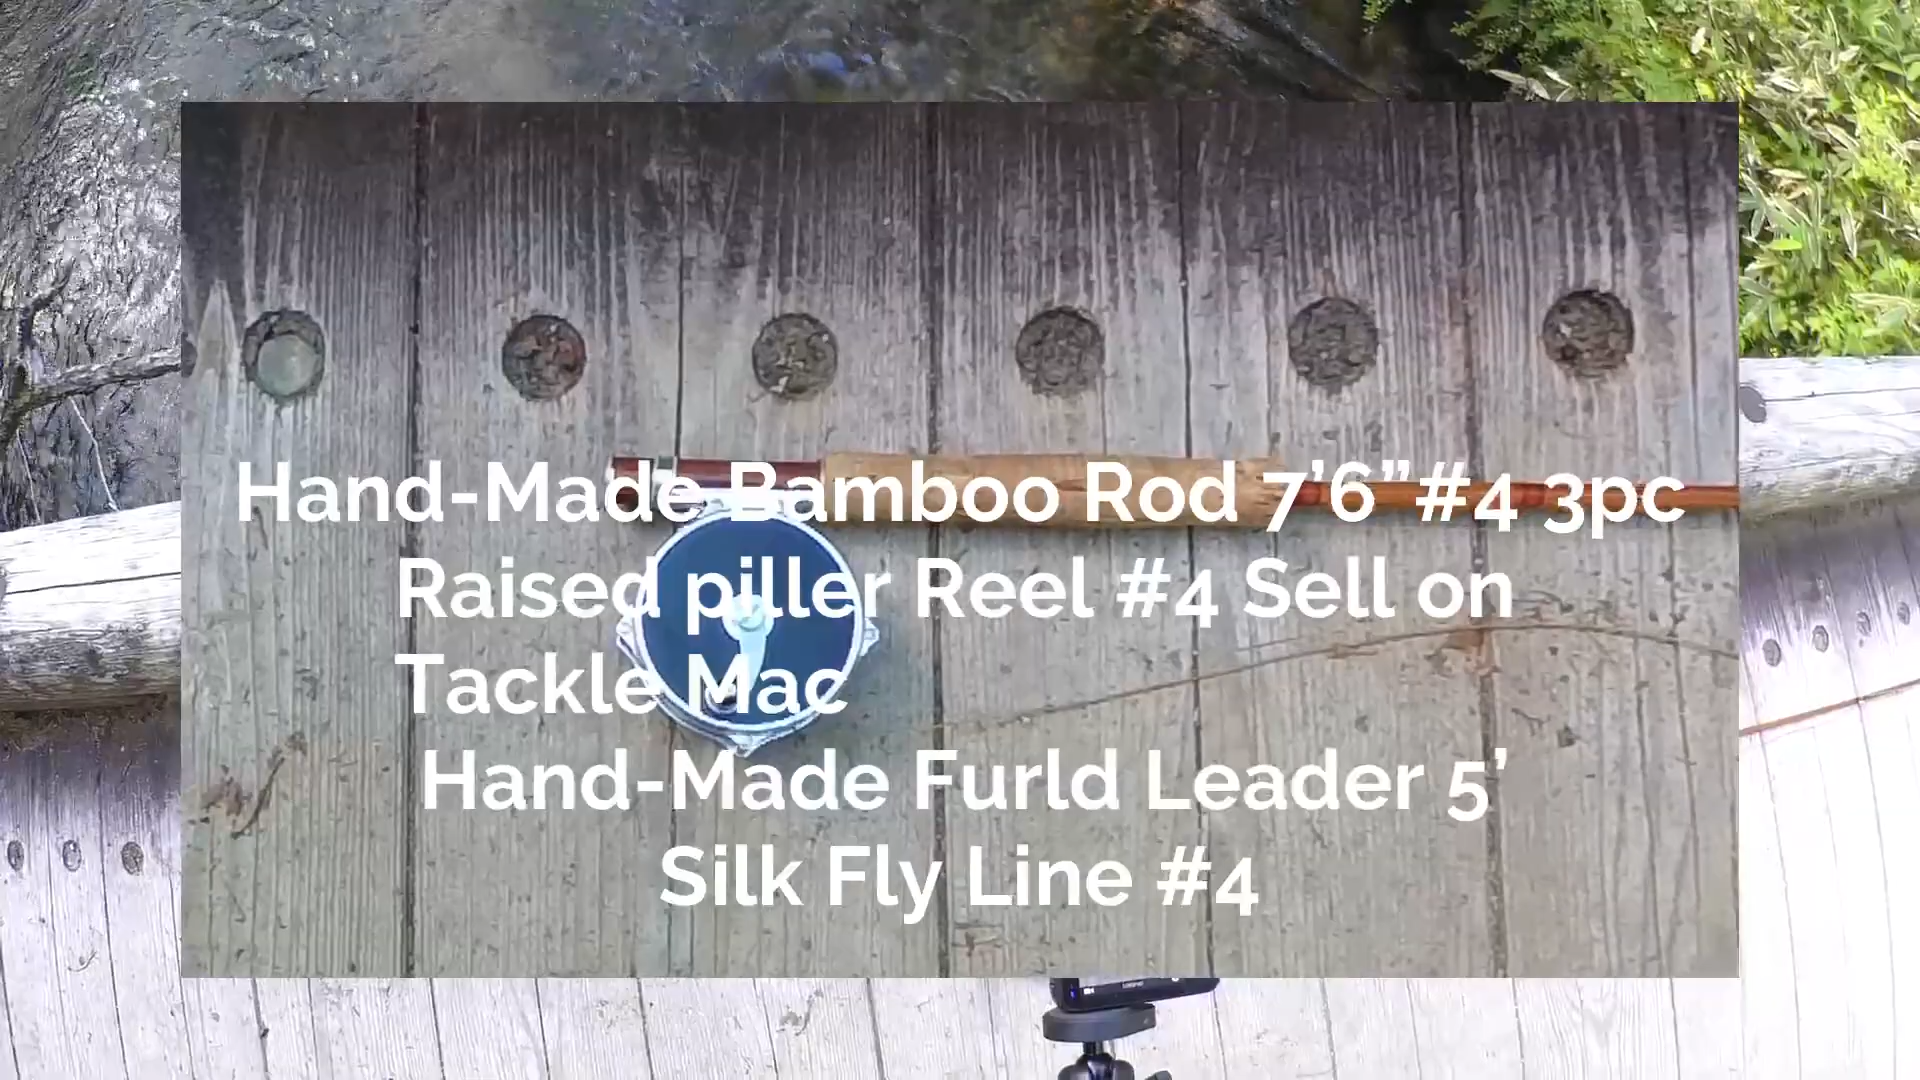 Hand-Made Bamboo Rod 7’6”#4 3pc
Raised piller Reel #4 Sell on
Tackle Mac
Hand-Made Furld Leader 5’
Silk Fly Line #4